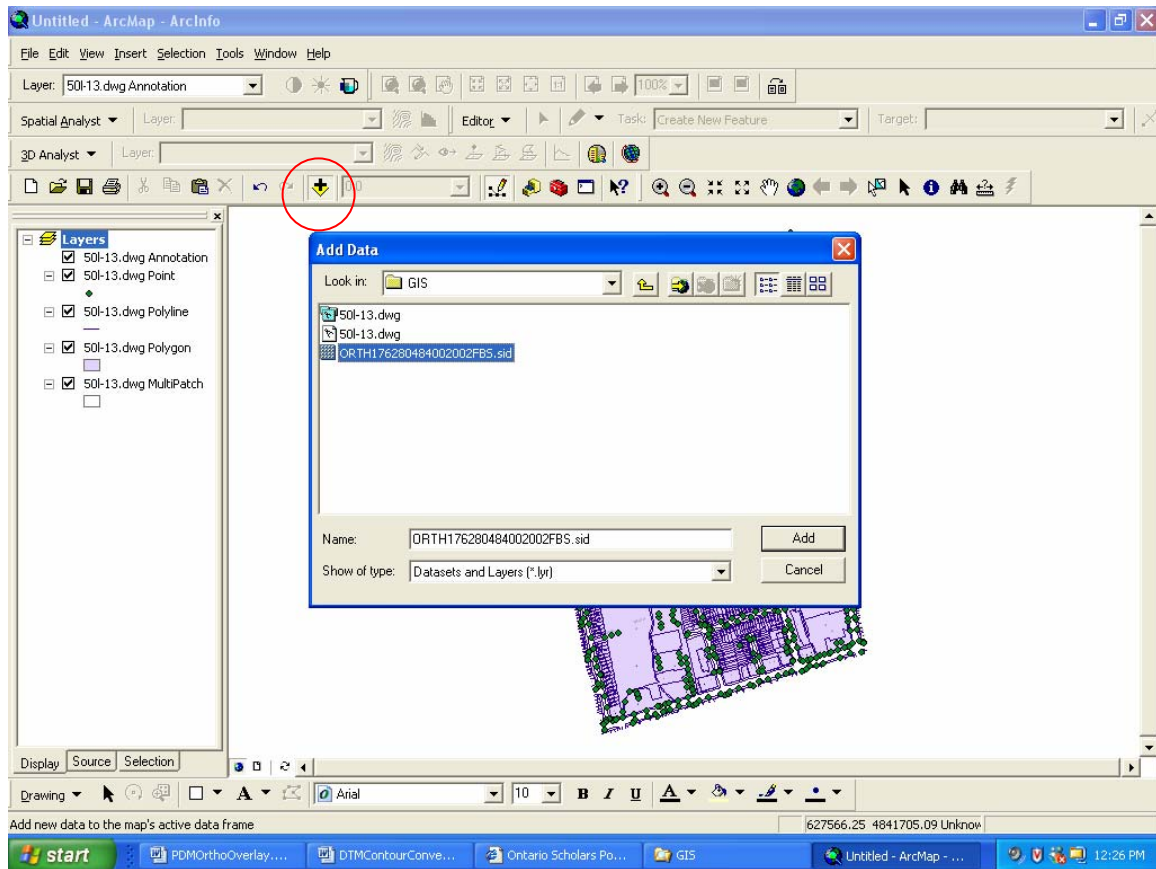 Untitled - ArcMap - ArcInfo
File Edit View Insert Selection Tools Window Help
Layer: 50l-13.dwg Annotation 100%
Spatial Analyst Layer: Editor Task: Create New Feature Target:
3D Analyst Layer:
Layers
50l-13.dwg Annotation
50l-13.dwg Point
50l-13.dwg Polyline
50l-13.dwg Polygon
50l-13.dwg MultiPatch
Add Data
Look in: GIS
50l-13.dwg
50l-13.dwg
ORTH176280484002002FBS.sid
Name: ORTH176280484002002FBS.sid Add
Show of type: Datasets and Layers (*.lyr) Cancel
Display Source Selection
Drawing A Arial 10 B I U A
Add new data to the map's active data frame 627566.25 4841705.09 Unknow
start PDMOrthoOverlay.... DTMContourConve... Ontario Scholars Po... GIS Untitled - ArcMap - ... 12:26 PM